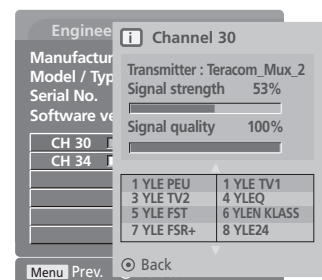 Enginee
Manufactur
Model / Typ
Serial No.
Software ve
CH 30
CH 34
Menu Prev.
i Channel 30
Transmitter : Teracom_Mux_2
Signal strength 53%
Signal quality 100%
1 YLE PEU 1 YLE TV1
3 YLE TV2 4 YLEQ
5 YLE FST 6 YLEN KLASS
7 YLE FSR+ 8 YLE24
Back